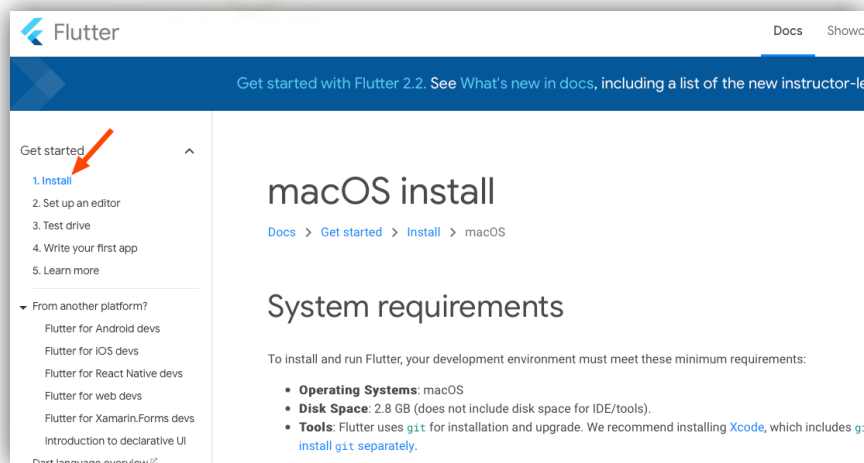 Flutter
Docs
Get started with Flutter 2.2. See What's new in docs, including a list of the new
Get started
1. Install
2. Set up an editor
3. Test drive
4. Write your first app
5. Learn more
From another platform?
Flutter for Android devs
Flutter for iOS devs
Flutter for React Native devs
Flutter for web devs
Flutter for Xamarin.Forms devs
Introduction to declarative UI
Dart language overview
macOS install
Docs > Get started > Install > macOS
System requirements
To install and run Flutter, your development environment must meet these minimum requirements:
• Operating Systems: macOS
• Disk Space: 2.8 GB (does not include disk space for IDE/tools).
• Tools: Flutter uses git for installation and upgrade. We recommend installing Xcode, which includes
install git separately.